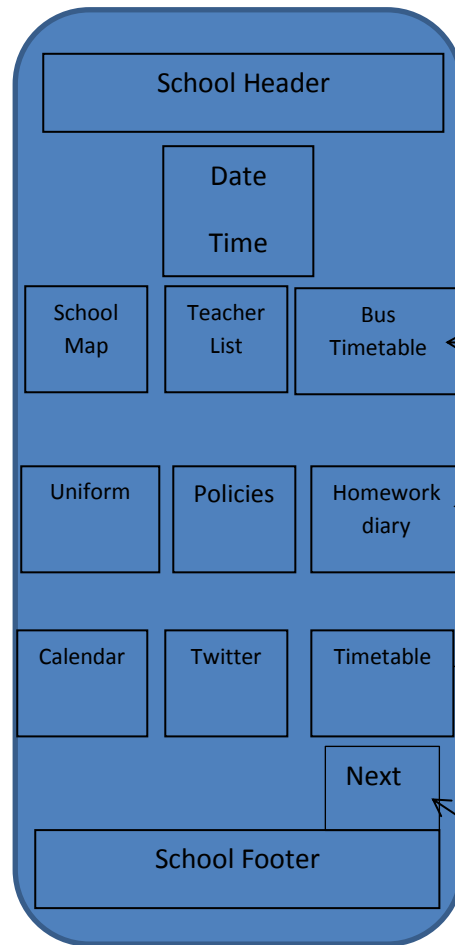 School Header
Date
Time
School
Map
Teacher
List
Bus
Timetable
Uniform
Policies
Homework
diary
Calendar
Twitter
Timetable
Next
School Footer